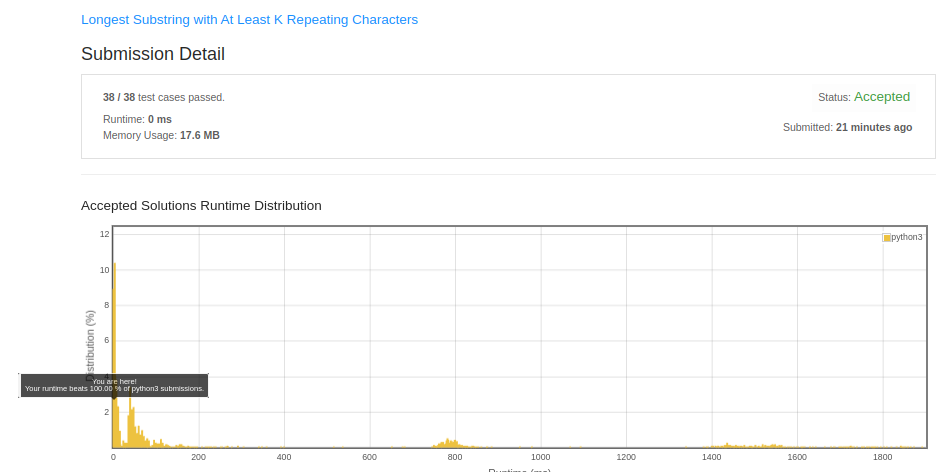 Longest Substring with At Least K Repeating Characters
Submission Detail
38 / 38 test cases passed.
Status: Accepted
Runtime: 0 ms
Memory Usage: 17.6 MB
Submitted: 21 minutes ago
Accepted Solutions Runtime Distribution
python3
12
10
8
6
4
2
Distribution (%)
You are here!
Your runtime beats 100.00 % of python3 submissions.
0 200 400 600 800 1000 1200 1400 1600 1800
Runtime (ms)